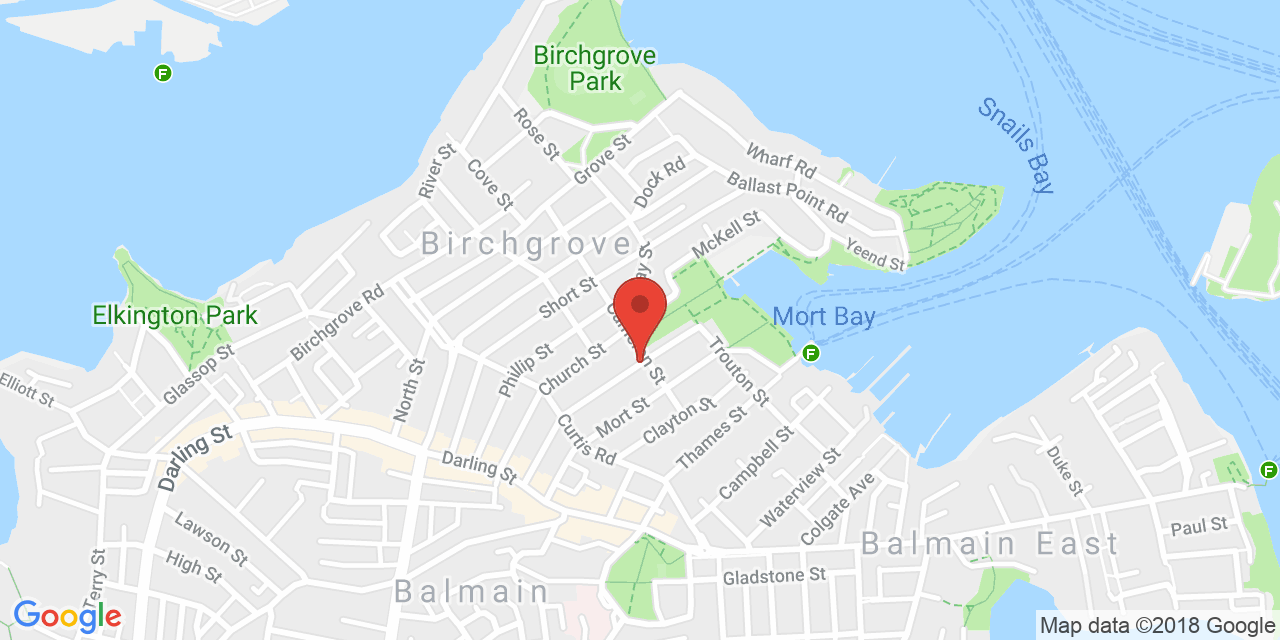 Birchgrove
Park
Snails Bay
Rose St
Wharf Rd
River St
Cove St
Grove St
Dock Rd
Ballast Point Rd
McKell St
Yeend St
Birchgrove
Short St
Elkington Park
Birchgrove Rd
Mort Bay
F
F
F
Glassop St
Phillip St
Church St
Cameron St
Trouton St
Elliott St
North St
Mort St
Clayton St
Curtis Rd
Thames St
Campbell St
Darling St
Darling St
Waterview St
Colgate Ave
Duke St
Lawson St
High St
Paul St
Balmain East
Terry St
Balmain
Gladstone St
Google
Map data ©2018 Google